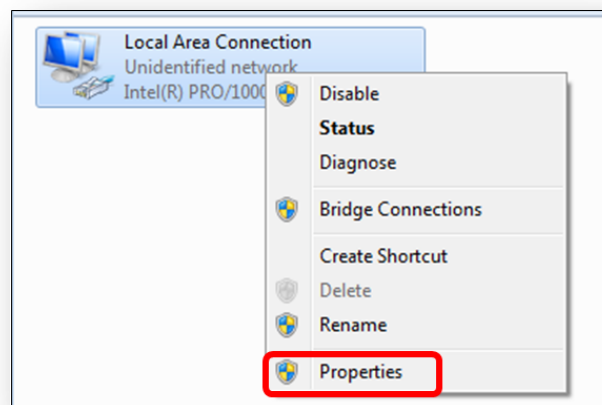 Local Area Connection
Unidentified network
Intel(R) PRO/1000
Disable
Status
Diagnose
Bridge Connections
Create Shortcut
Delete
Rename
Properties